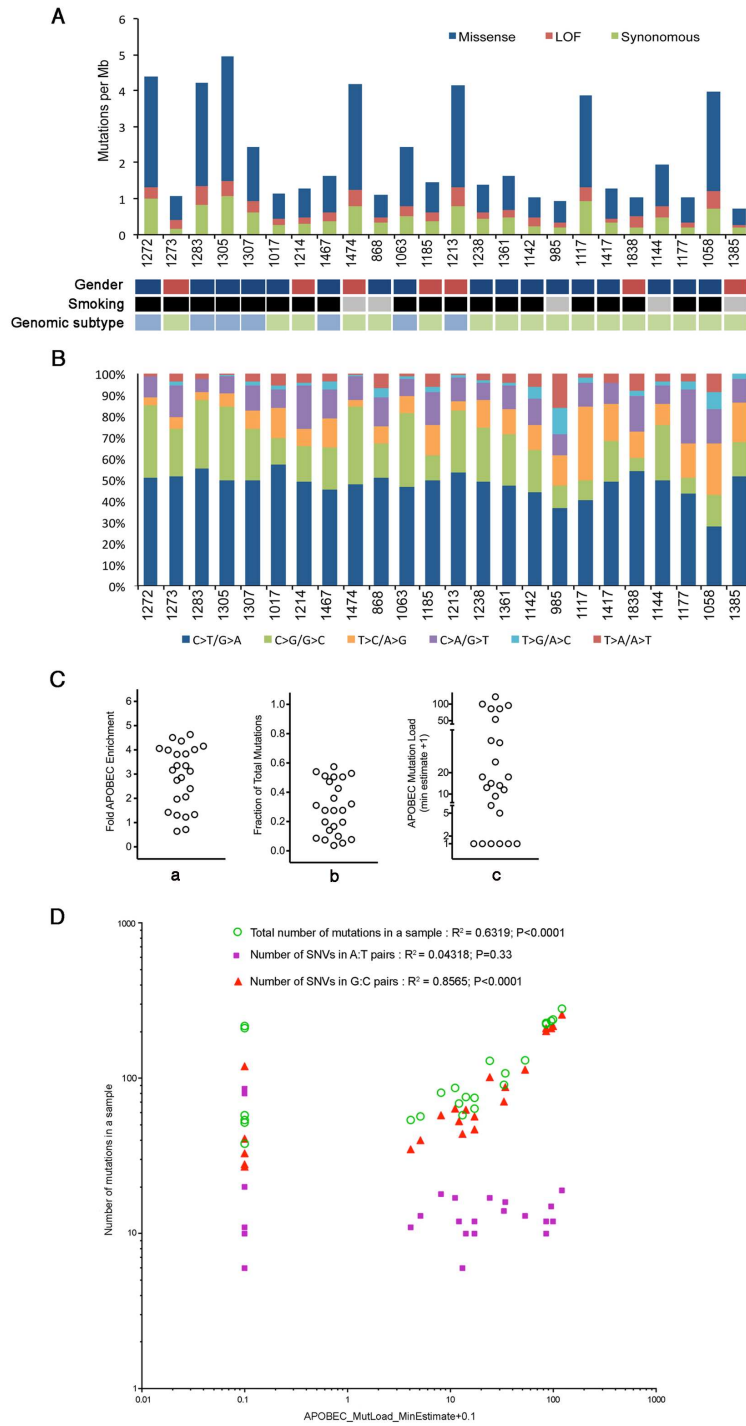 A
Mutations per Mb
6
5
4
3
2
1
0
Missense LOF Synonomous
1272 1273 1283 1305 1307 1017 1214 1467 1474 868 1063 1185 1213 1238 1361 1142 985 1117 1417 1838 1144 1177 1058 1385
Gender
Smoking
Genomic subtype
B
100%
90%
80%
70%
60%
50%
40%
30%
20%
10%
0%
1272 1273 1283 1305 1307 1017 1214 1467 1474 868 1063 1185 1213 1238 1361 1142 985 1117 1417 1838 1144 1177 1058 1385
C>T/G>A C>G/G>C T>C/A>G C>A/G>T T>G/A>C T>A/A>T
C
Fold APOBEC Enrichment
6
5
4
3
2
1
0
a
Fraction of Total Mutations
1.0
0.8
0.6
0.4
0.2
0.0
b
APOBEC Mutation Load
(min estimate +1)
100
50
20
10
2
1
c
D
Total number of mutations in a sample : R² = 0.6319; P<0.0001
Number of SNVs in A:T pairs : R² = 0.04318; P=0.33
Number of SNVs in G:C pairs : R² = 0.8565; P<0.0001
Number of mutations in a sample
1000
100
10
1
0.01 0.1 1 10 100 1000
APOBEC_MutLoad_MinEstimate+0.1